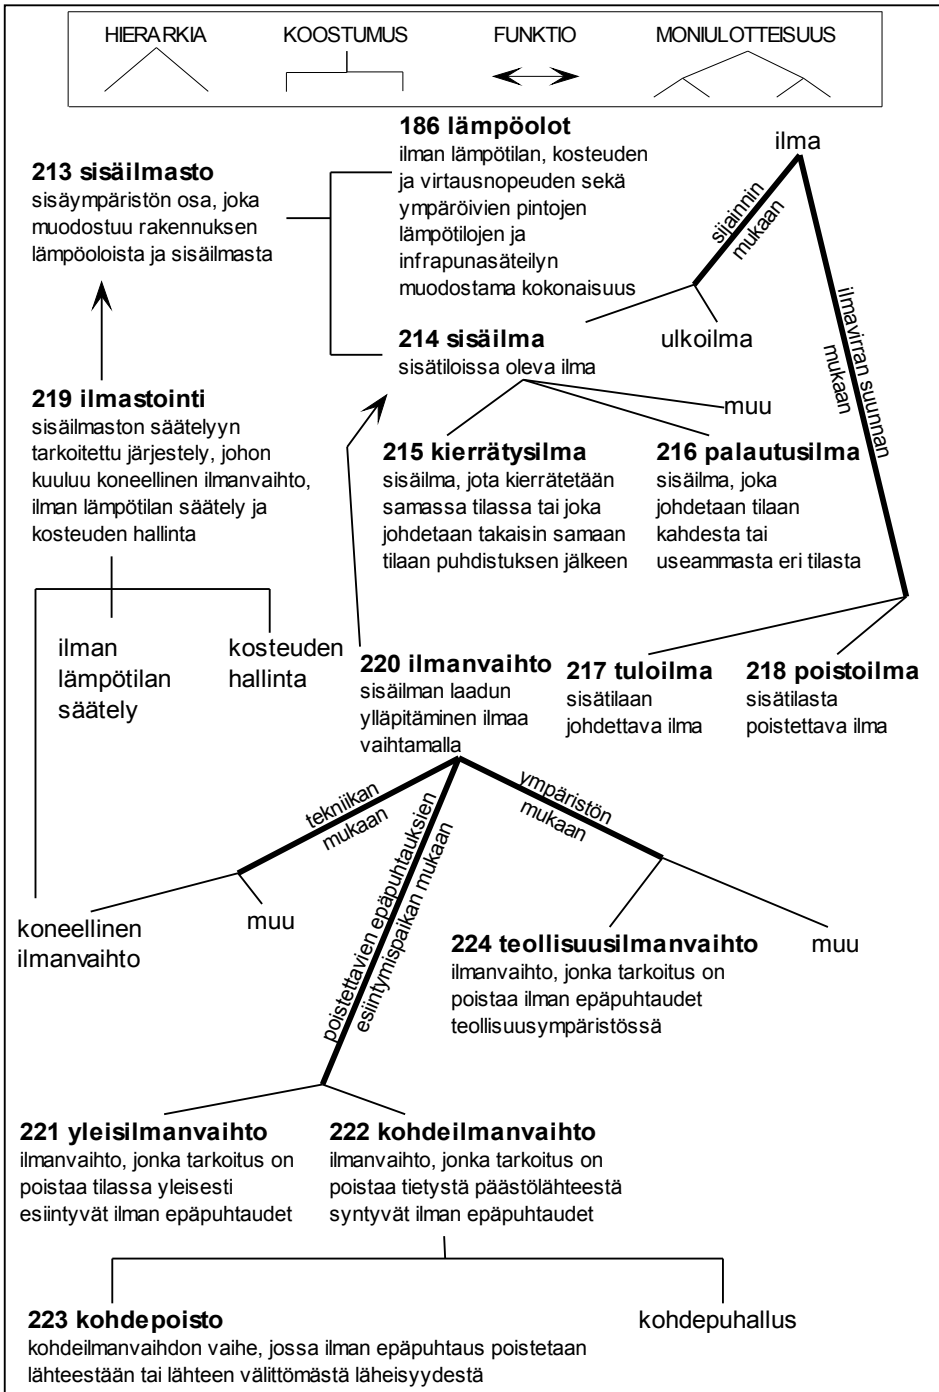 HIERARKIA
KOOSTUMUS
FUNKTIO
MONIULOTTEISUUS
186 lämpöolot
ilman lämpötilan, kosteuden
ja virtausnopeuden sekä
ympäröivien pintojen
lämpötilojen ja
infrapunasäteilyn
muodostama kokonaisuus
ilma
213 sisäilmasto
sisäympäristön osa, joka
muodostuu rakennuksen
lämpöoloista ja sisäilmasta
sijainnin
mukaan
ilmavirran suunnan
mukaan
214 sisäilma
sisätiloissa oleva ilma
ulkoilma
219 ilmastointi
sisäilmaston säätelyyn
tarkoitettu järjestely, johon
kuuluu koneellinen ilmanvaihto,
ilman lämpötilan säätely ja
kosteuden hallinta
muu
215 kierrätysilma
sisäilma, jota kierrätetään
samassa tilassa tai joka
johdetaan takaisin samaan
tilaan puhdistuksen jälkeen
216 palautusilma
sisäilma, joka
johdetaan tilaan
kahdesta tai
useammasta eri tilasta
ilman
lämpötilan
säätely
kosteuden
hallinta
220 ilmanvaihto
sisäilman laadun
ylläpitäminen ilmaa
vaihtamalla
217 tuloilma
sisätilaan
johdettava ilma
218 poistoilma
sisätilasta
poistettava ilma
tekniikan
mukaan
poistettavien epäpuhtauksien
esiintymispaikan mukaan
ympäristön
mukaan
koneellinen
ilmanvaihto
muu
224 teollisuusilmanvaihto
ilmanvaihto, jonka tarkoitus on
poistaa ilman epäpuhtaudet
teollisuusympäristössä
muu
221 yleisilmanvaihto
ilmanvaihto, jonka tarkoitus on
poistaa tilassa yleisesti
esiintyvät ilman epäpuhtaudet
222 kohdeilmanvaihto
ilmanvaihto, jonka tarkoitus on
poistaa tietystä päästölähteestä
syntyvät ilman epäpuhtaudet
223 kohdepoisto
kohdeilmanvaihdon vaihe, jossa ilman epäpuhtaus poistetaan
lähteestään tai lähteen välittömästä läheisyydestä
kohdepuhallus